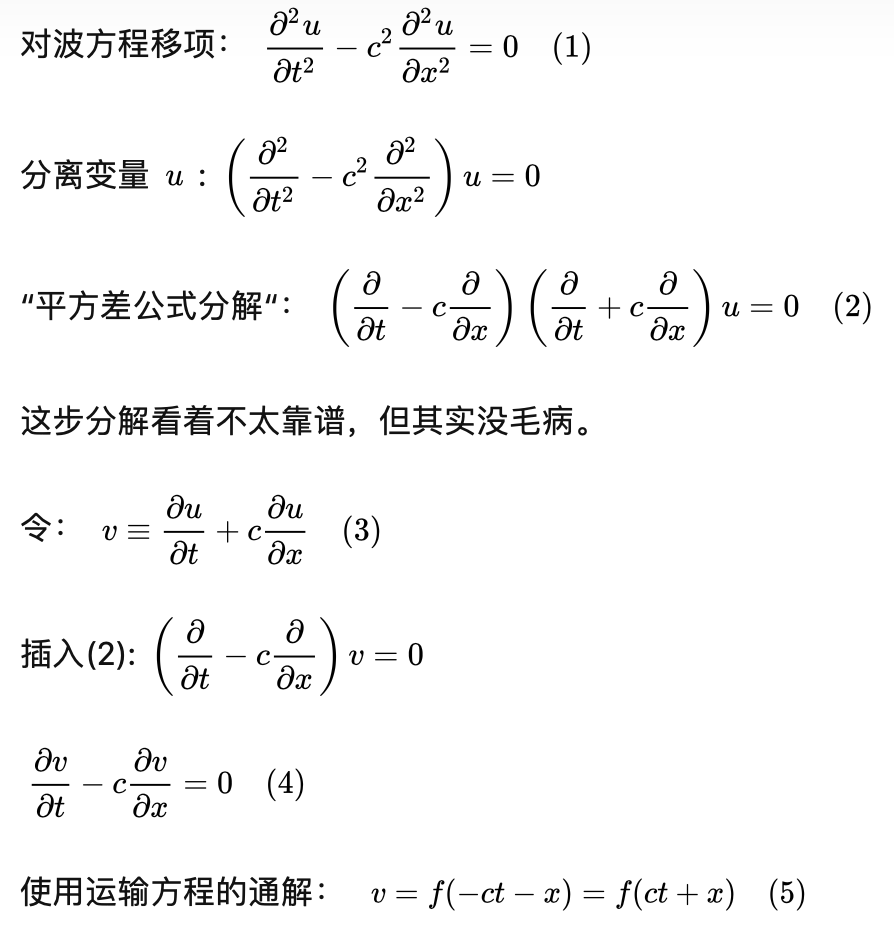 对波方程移项： $\frac{\partial^2 u}{\partial t^2} - c^2 \frac{\partial^2 u}{\partial x^2} = 0$ (1)
分离变量 $u$ : $\left( \frac{\partial^2}{\partial t^2} - c^2 \frac{\partial^2}{\partial x^2} \right) u = 0$
“平方差公式分解“： $\left( \frac{\partial}{\partial t} - c \frac{\partial}{\partial x} \right) \left( \frac{\partial}{\partial t} + c \frac{\partial}{\partial x} \right) u = 0$ (2)
这步分解看着不太靠谱，但其实没毛病。
令： $v \equiv \frac{\partial u}{\partial t} + c \frac{\partial u}{\partial x}$ (3)
插入(2): $\left( \frac{\partial}{\partial t} - c \frac{\partial}{\partial x} \right) v = 0$
$\frac{\partial v}{\partial t} - c \frac{\partial v}{\partial x} = 0$ (4)
使用运输方程的通解： $v = f(-ct - x) = f(ct + x)$ (5)